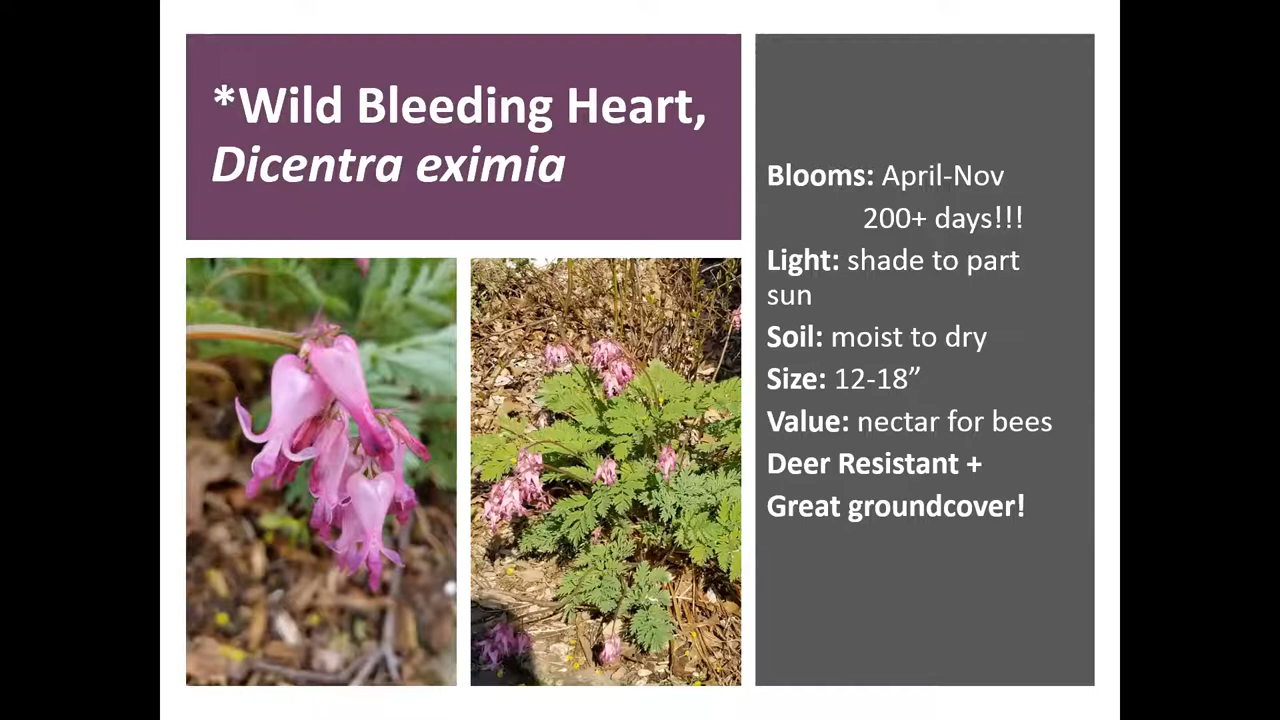 *Wild Bleeding Heart,
Dicentra eximia
Blooms: April-Nov
200+ days!!!
Light: shade to part
sun
Soil: moist to dry
Size: 12-18”
Value: nectar for bees
Deer Resistant +
Great groundcover!